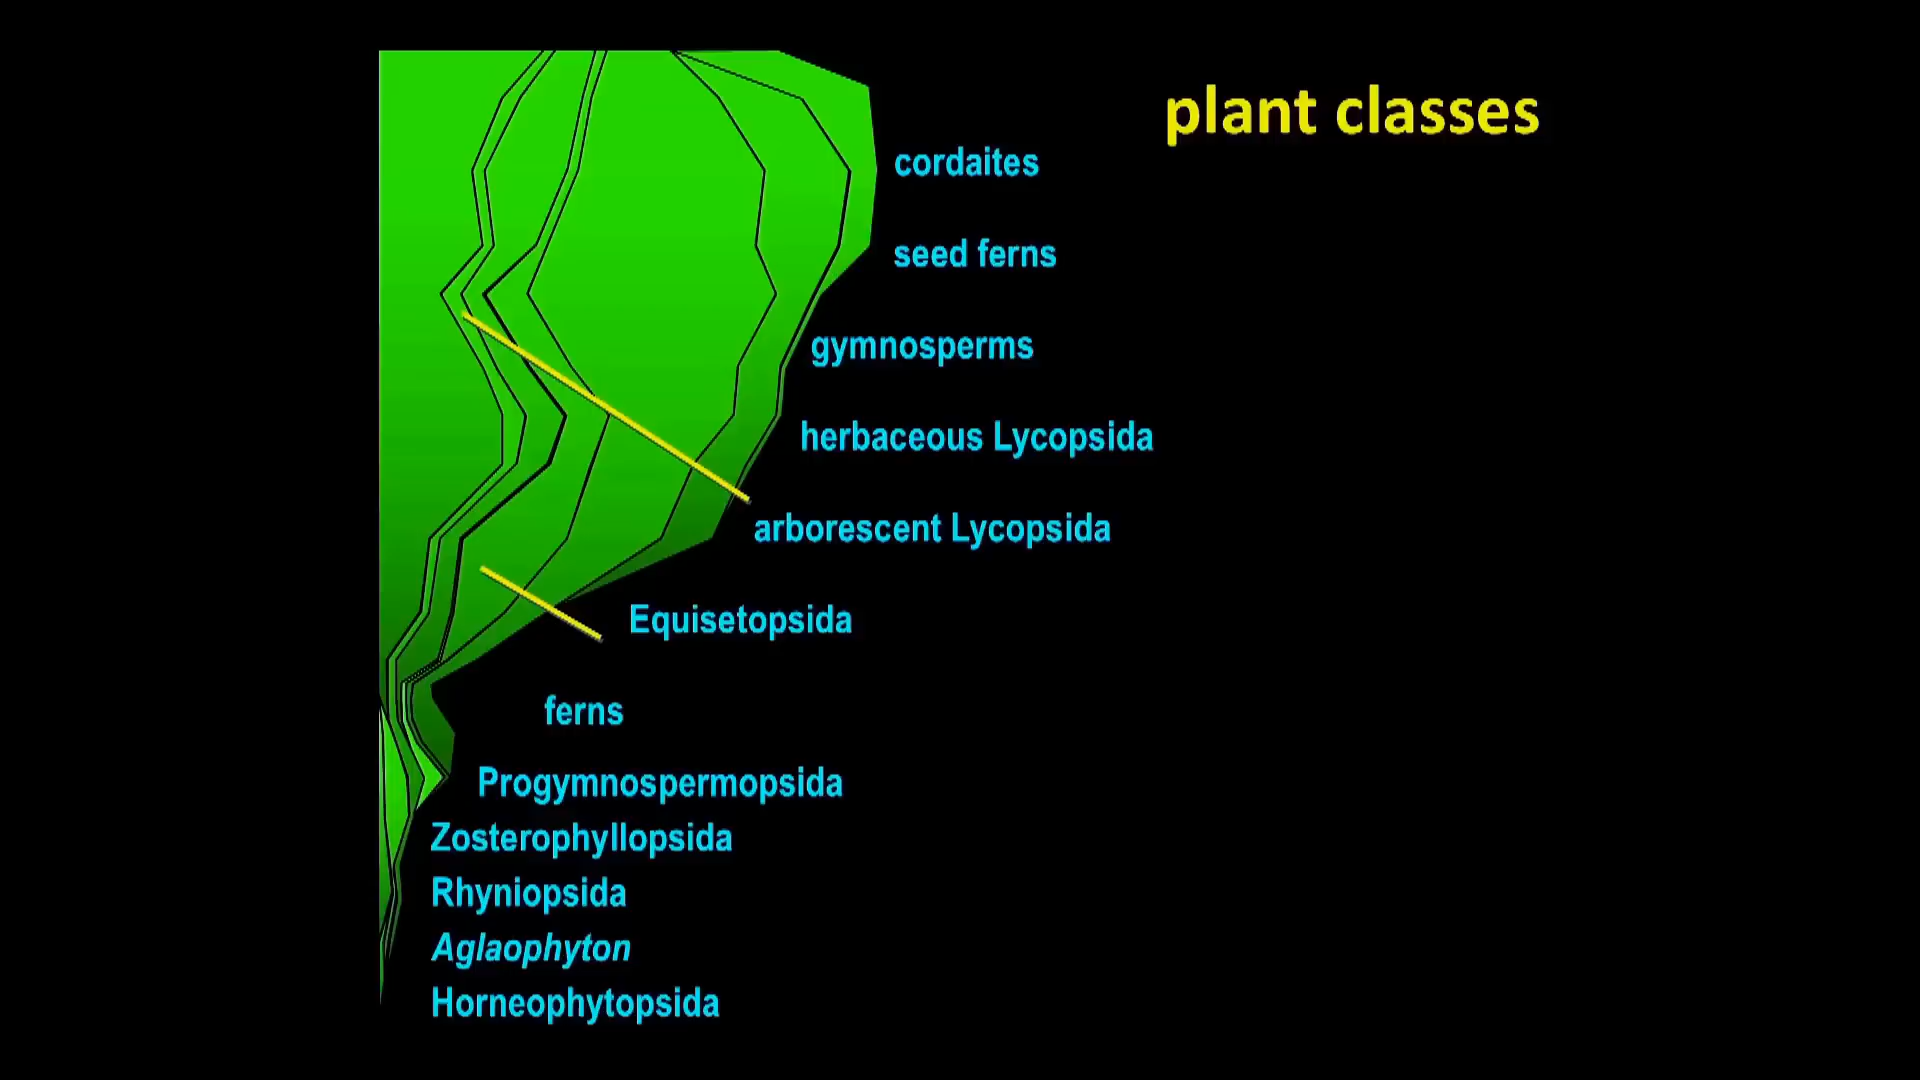 plant classes
cordaites
seed ferns
gymnosperms
herbaceous Lycopsida
arborescent Lycopsida
Equisetopsida
ferns
Progymnospermopsida
Zosterophyllopsida
Rhyniopsida
Aglaophyton
Horneophytopsida